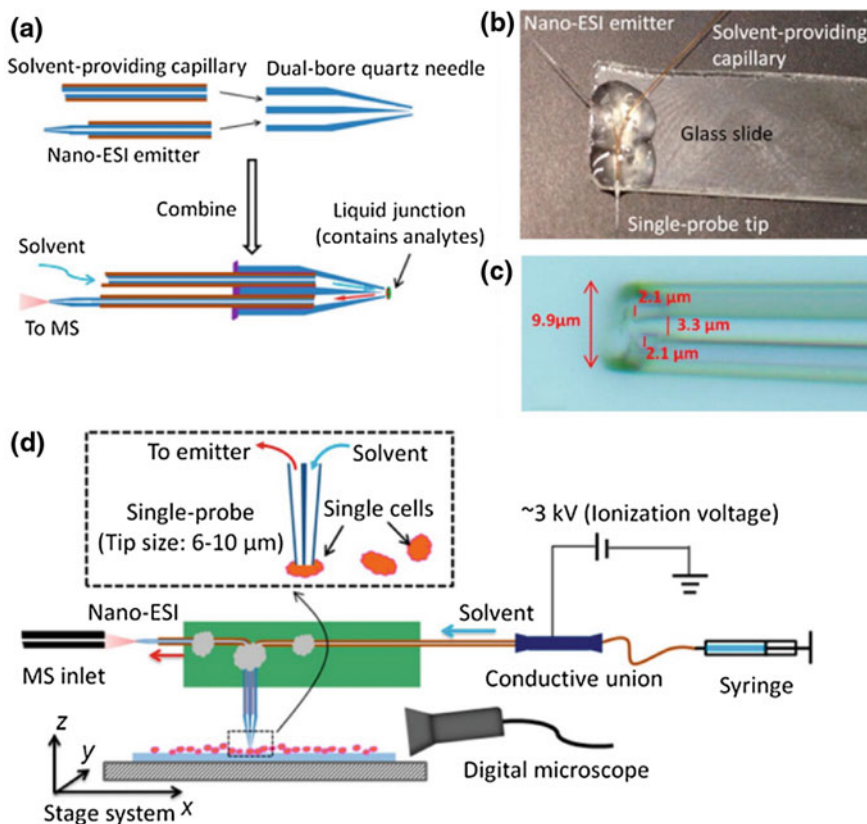 (a)
Solvent-providing capillary
Dual-bore quartz needle
Nano-ESI emitter
Combine
Liquid junction
(contains analytes)
Solvent
To MS
(b)
Nano-ESI emitter
Solvent-providing
capillary
Glass slide
Single-probe tip
(c)
9.9μm
2.1 μm
3.3 μm
2.1 μm
(d)
To emitter
Solvent
Single-probe
(Tip size: 6-10 μm)
Single cells
~3 kV (Ionization voltage)
Nano-ESI
Solvent
MS inlet
Conductive union
Syringe
z
y
x
Stage system
Digital microscope